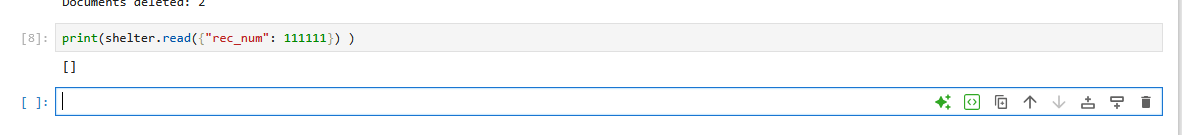 Documents deleted: 2
[8]: print(shelter.read({"rec_num": 111111}) )
[]
[ ]: